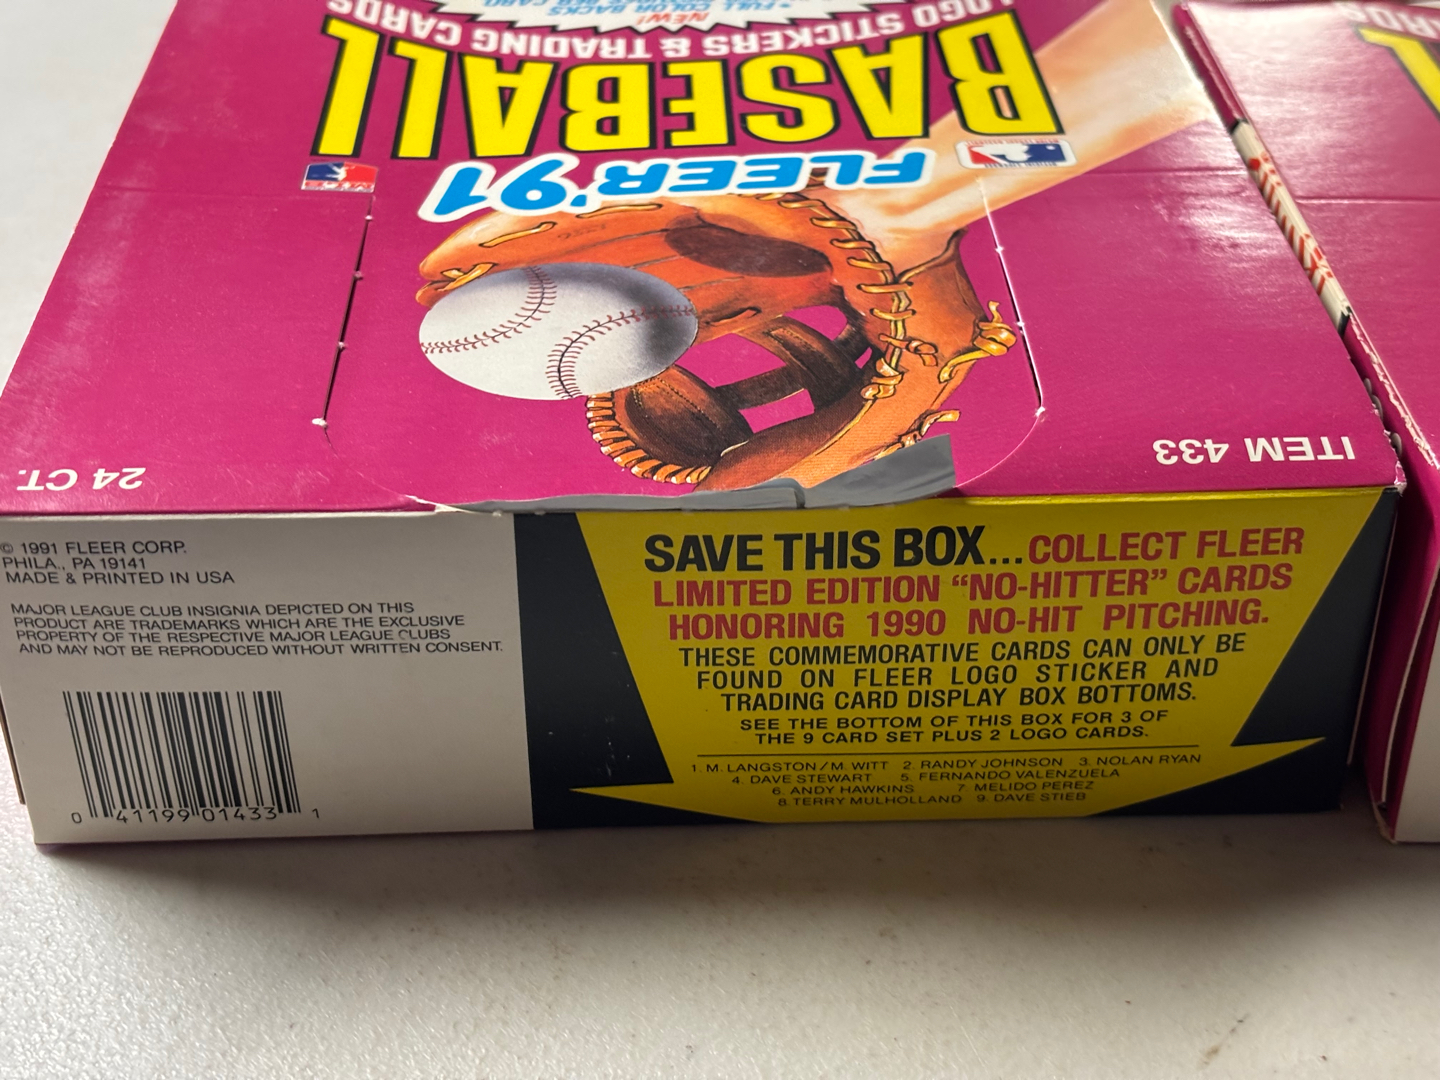 NEW!
• FULL COLOR BACKS
LOGO STICKERS & TRADING CARDS
BASEBALL
FLEER '91
ITEM 433
24 CT.
© 1991 FLEER CORP.
PHILA., PA 19141
MADE & PRINTED IN USA
MAJOR LEAGUE CLUB INSIGNIA DEPICTED ON THIS
PRODUCT ARE TRADEMARKS WHICH ARE THE EXCLUSIVE
PROPERTY OF THE RESPECTIVE MAJOR LEAGUE CLUBS
AND MAY NOT BE REPRODUCED WITHOUT WRITTEN CONSENT.
0 41199 01433 1
SAVE THIS BOX...COLLECT FLEER
LIMITED EDITION “NO-HITTER” CARDS
HONORING 1990 NO-HIT PITCHING.
THESE COMMEMORATIVE CARDS CAN ONLY BE
FOUND ON FLEER LOGO STICKER AND
TRADING CARD DISPLAY BOX BOTTOMS.
SEE THE BOTTOM OF THIS BOX FOR 3 OF
THE 9 CARD SET PLUS 2 LOGO CARDS.
1. M. LANGSTON / M. WITT 2. RANDY JOHNSON 3. NOLAN RYAN
4. DAVE STEWART 5. FERNANDO VALENZUELA
6. ANDY HAWKINS 7. MELIDO PEREZ
8. TERRY MULHOLLAND 9. DAVE STIEB